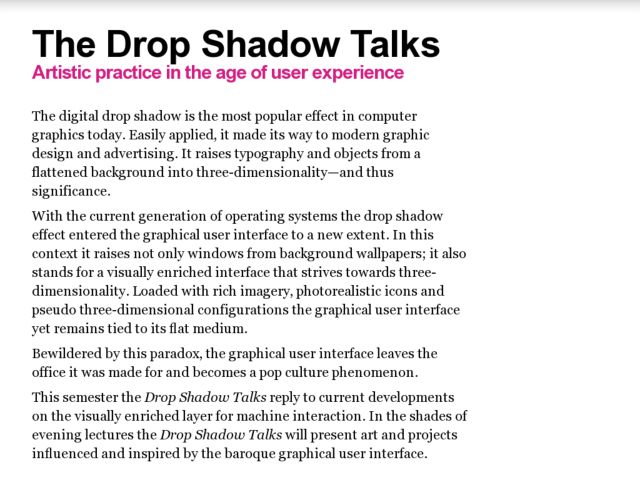 The Drop Shadow Talks
Artistic practice in the age of user experience
The digital drop shadow is the most popular effect in computer
graphics today. Easily applied, it made its way to modern graphic
design and advertising. It raises typography and objects from a
flattened background into three-dimensionality—and thus
significance.
With the current generation of operating systems the drop shadow
effect entered the graphical user interface to a new extent. In this
context it raises not only windows from background wallpapers; it also
stands for a visually enriched interface that strives towards three-
dimensionality. Loaded with rich imagery, photorealistic icons and
pseudo three-dimensional configurations the graphical user interface
yet remains tied to its flat medium.
Bewildered by this paradox, the graphical user interface leaves the
office it was made for and becomes a pop culture phenomenon.
This semester the Drop Shadow Talks reply to current developments
on the visually enriched layer for machine interaction. In the shades of
evening lectures the Drop Shadow Talks will present art and projects
influenced and inspired by the baroque graphical user interface.